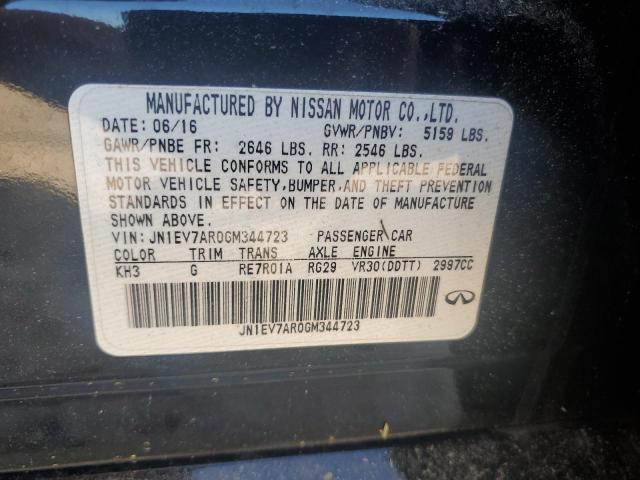 MANUFACTURED BY NISSAN MOTOR CO.,LTD.
DATE: 06/16 GVWR/PNBV: 5159 LBS.
GAWR/PNBE FR: 2646 LBS. RR: 2546 LBS.
THIS VEHICLE CONFORMS TO ALL APPLICABLE FEDERAL
MOTOR VEHICLE SAFETY,BUMPER,AND THEFT PREVENTION
STANDARDS IN EFFECT ON THE DATE OF MANUFACTURE
SHOWN ABOVE.
VIN: JN1EV7AR0GM344723 PASSENGER CAR
COLOR TRIM TRANS AXLE ENGINE
KH3 G RE7R01A RG29 VR30(DDTT) 2997CC
JN1EV7AR0GM344723